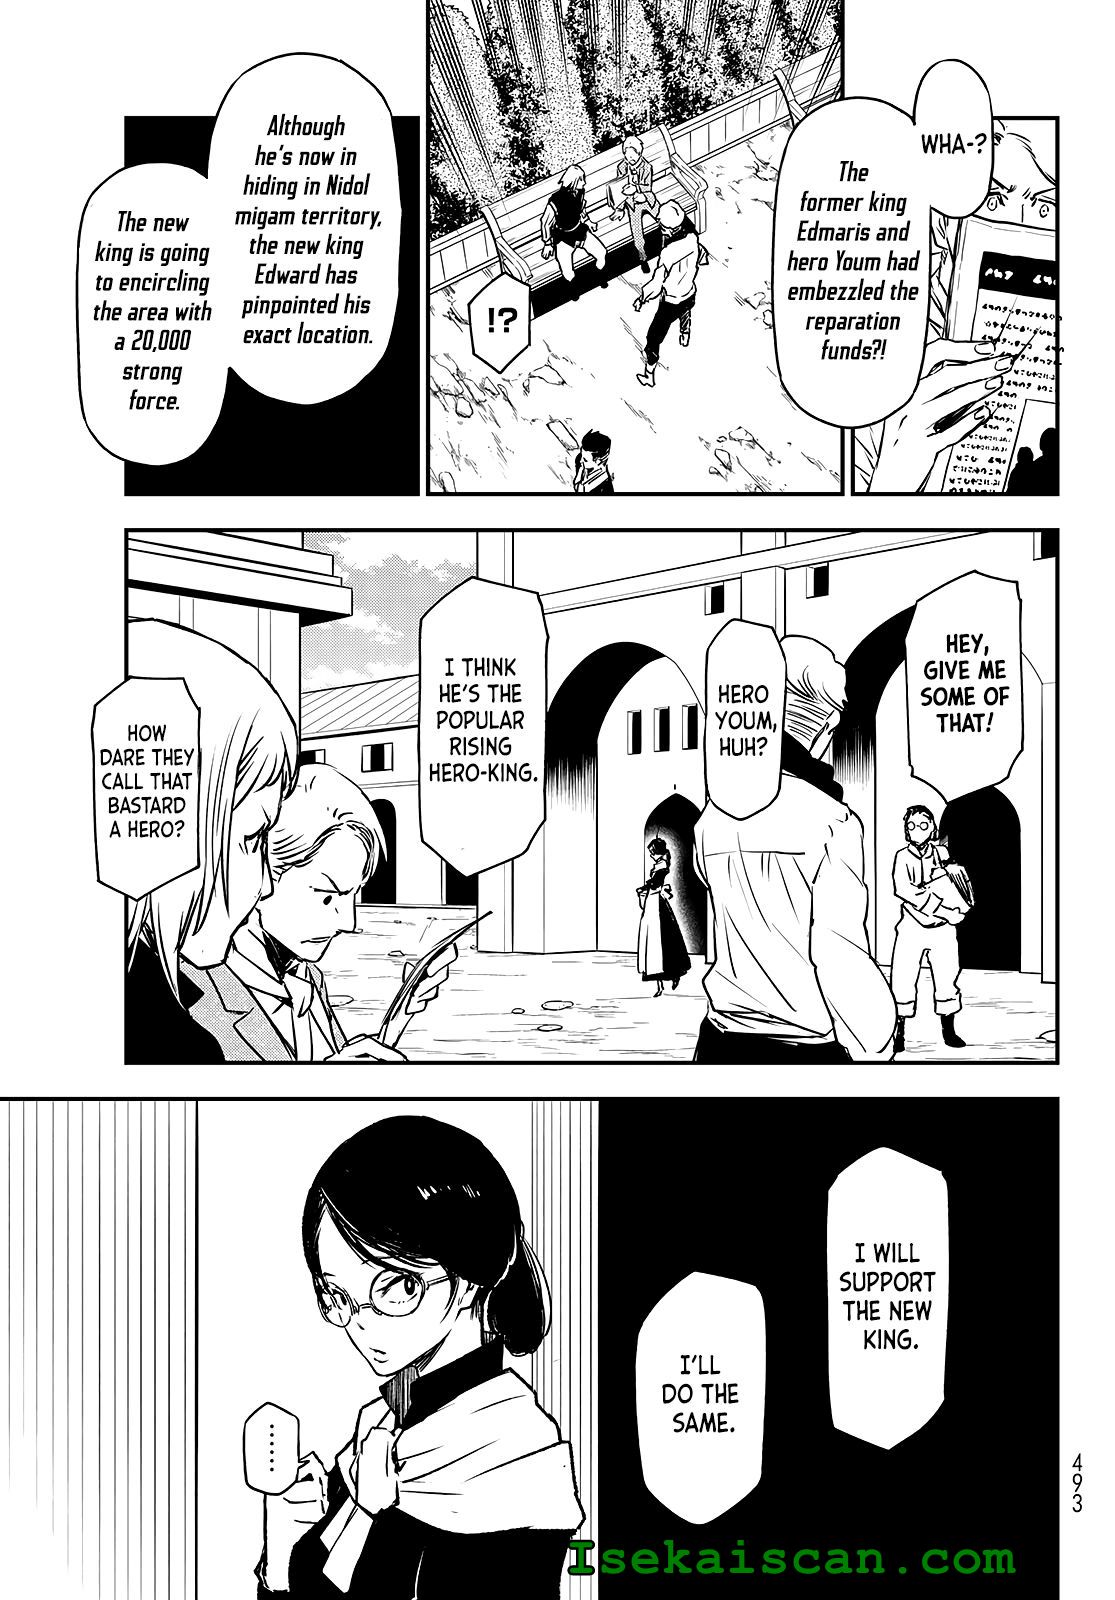 WHA-?
The
former king
Edmaris and
hero Youm had
embezzled the
reparation
funds?!
!?
Although
he's now in
hiding in Nidol
migam territory,
the new king
Edward has
pinpointed his
exact location.
The new
king is going
to encircling
the area with
a 20,000
strong
force.
HEY,
GIVE ME
SOME OF
THAT!
HERO
YOUM,
HUH?
I THINK
HE'S THE
POPULAR
RISING
HERO-KING.
HOW
DARE THEY
CALL THAT
BASTARD
A HERO?
I WILL
SUPPORT
THE NEW
KING.
I'LL
DO THE
SAME.
......
493
Isekaiscan.com